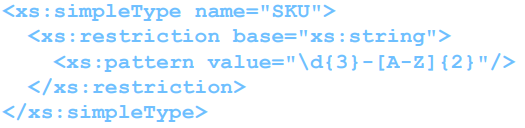 <xs:simpleType name="SKU">
  <xs:restriction base="xs:string">
    <xs:pattern value="\d{3}-[A-Z]{2}"/>
  </xs:restriction>
</xs:simpleType>